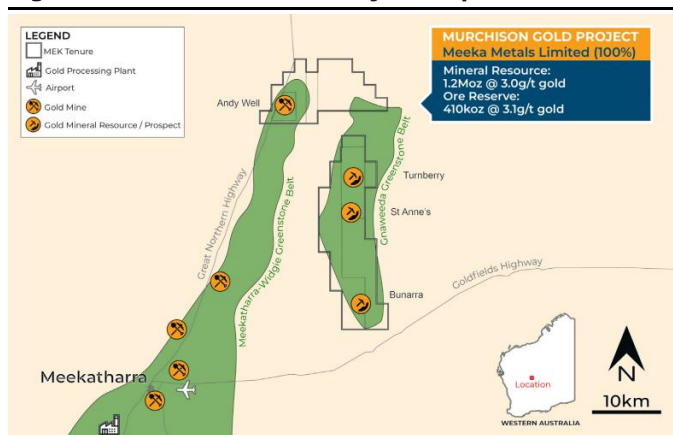 LEGEND
MEK Tenure
Gold Processing Plant
Airport
Gold Mine
Gold Mineral Resource / Prospect
MURCHISON GOLD PROJECT
Meeka Metals Limited (100%)
Mineral Resource:
1.2Moz @ 3.0g/t gold
Ore Reserve:
410koz @ 3.1g/t gold
Andy Well
Turnberry
St Anne's
Bunarra
Great Northern Highway
Meekatharra-Widgie Greenstone Belt
Gnaweeda Greenstone Belt
Goldfields Highway
Meekatharra
Location
WESTERN AUSTRALIA
N
10km